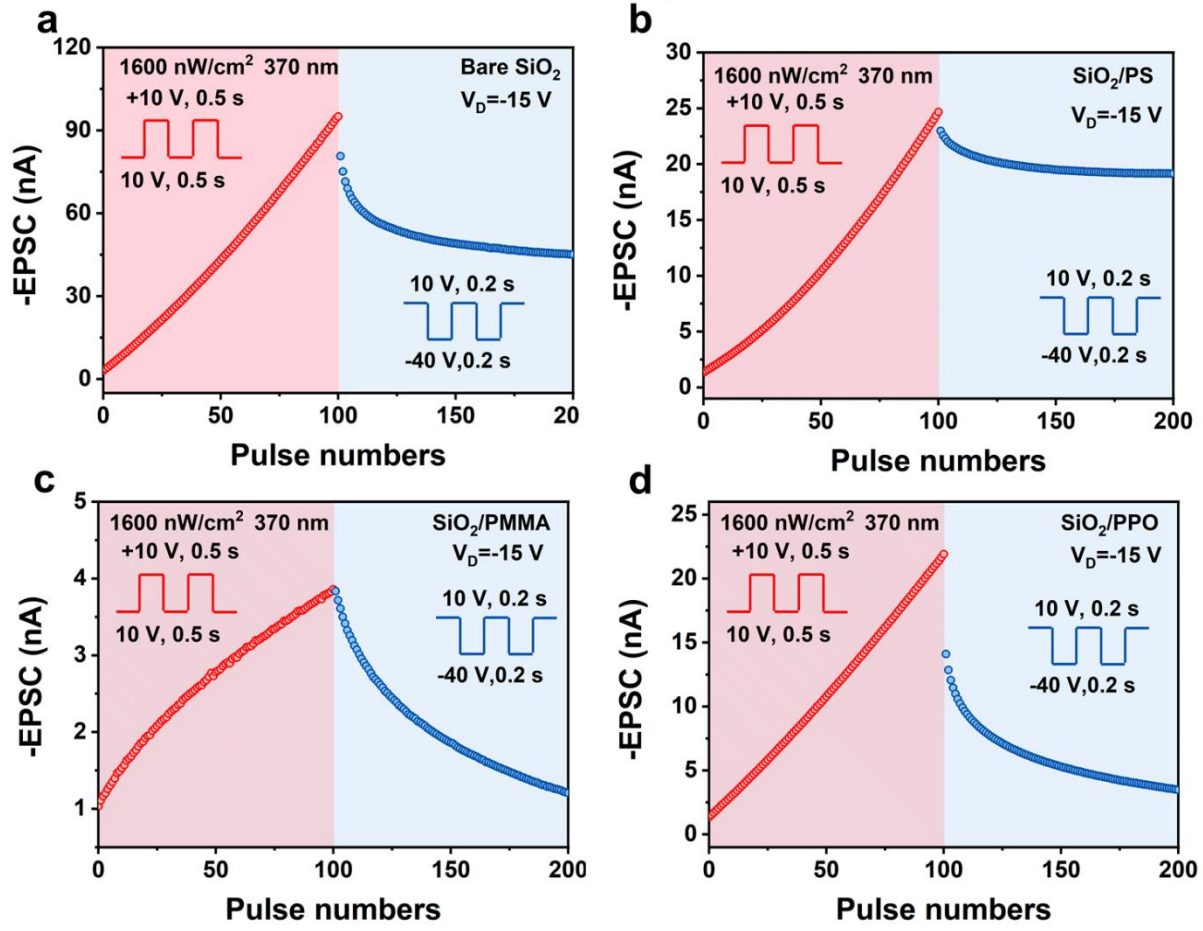 a
120
90
60
30
0
-EPSC (nA)
1600 nW/cm² 370 nm
+10 V, 0.5 s
10 V, 0.5 s
Bare SiO₂
V_D=-15 V
10 V, 0.2 s
-40 V,0.2 s
0 50 100 150 200
Pulse numbers
b
30
25
20
15
10
5
0
-EPSC (nA)
1600 nW/cm² 370 nm
+10 V, 0.5 s
10 V, 0.5 s
SiO₂/PS
V_D=-15 V
10 V, 0.2 s
-40 V,0.2 s
0 50 100 150 200
Pulse numbers
c
5
4
3
2
1
-EPSC (nA)
1600 nW/cm² 370 nm
+10 V, 0.5 s
10 V, 0.5 s
SiO₂/PMMA
V_D=-15 V
10 V, 0.2 s
-40 V,0.2 s
0 50 100 150 200
Pulse numbers
d
25
20
15
10
5
0
-EPSC (nA)
1600 nW/cm² 370 nm
+10 V, 0.5 s
10 V, 0.5 s
SiO₂/PPO
V_D=-15 V
10 V, 0.2 s
-40 V,0.2 s
0 50 100 150 200
Pulse numbers